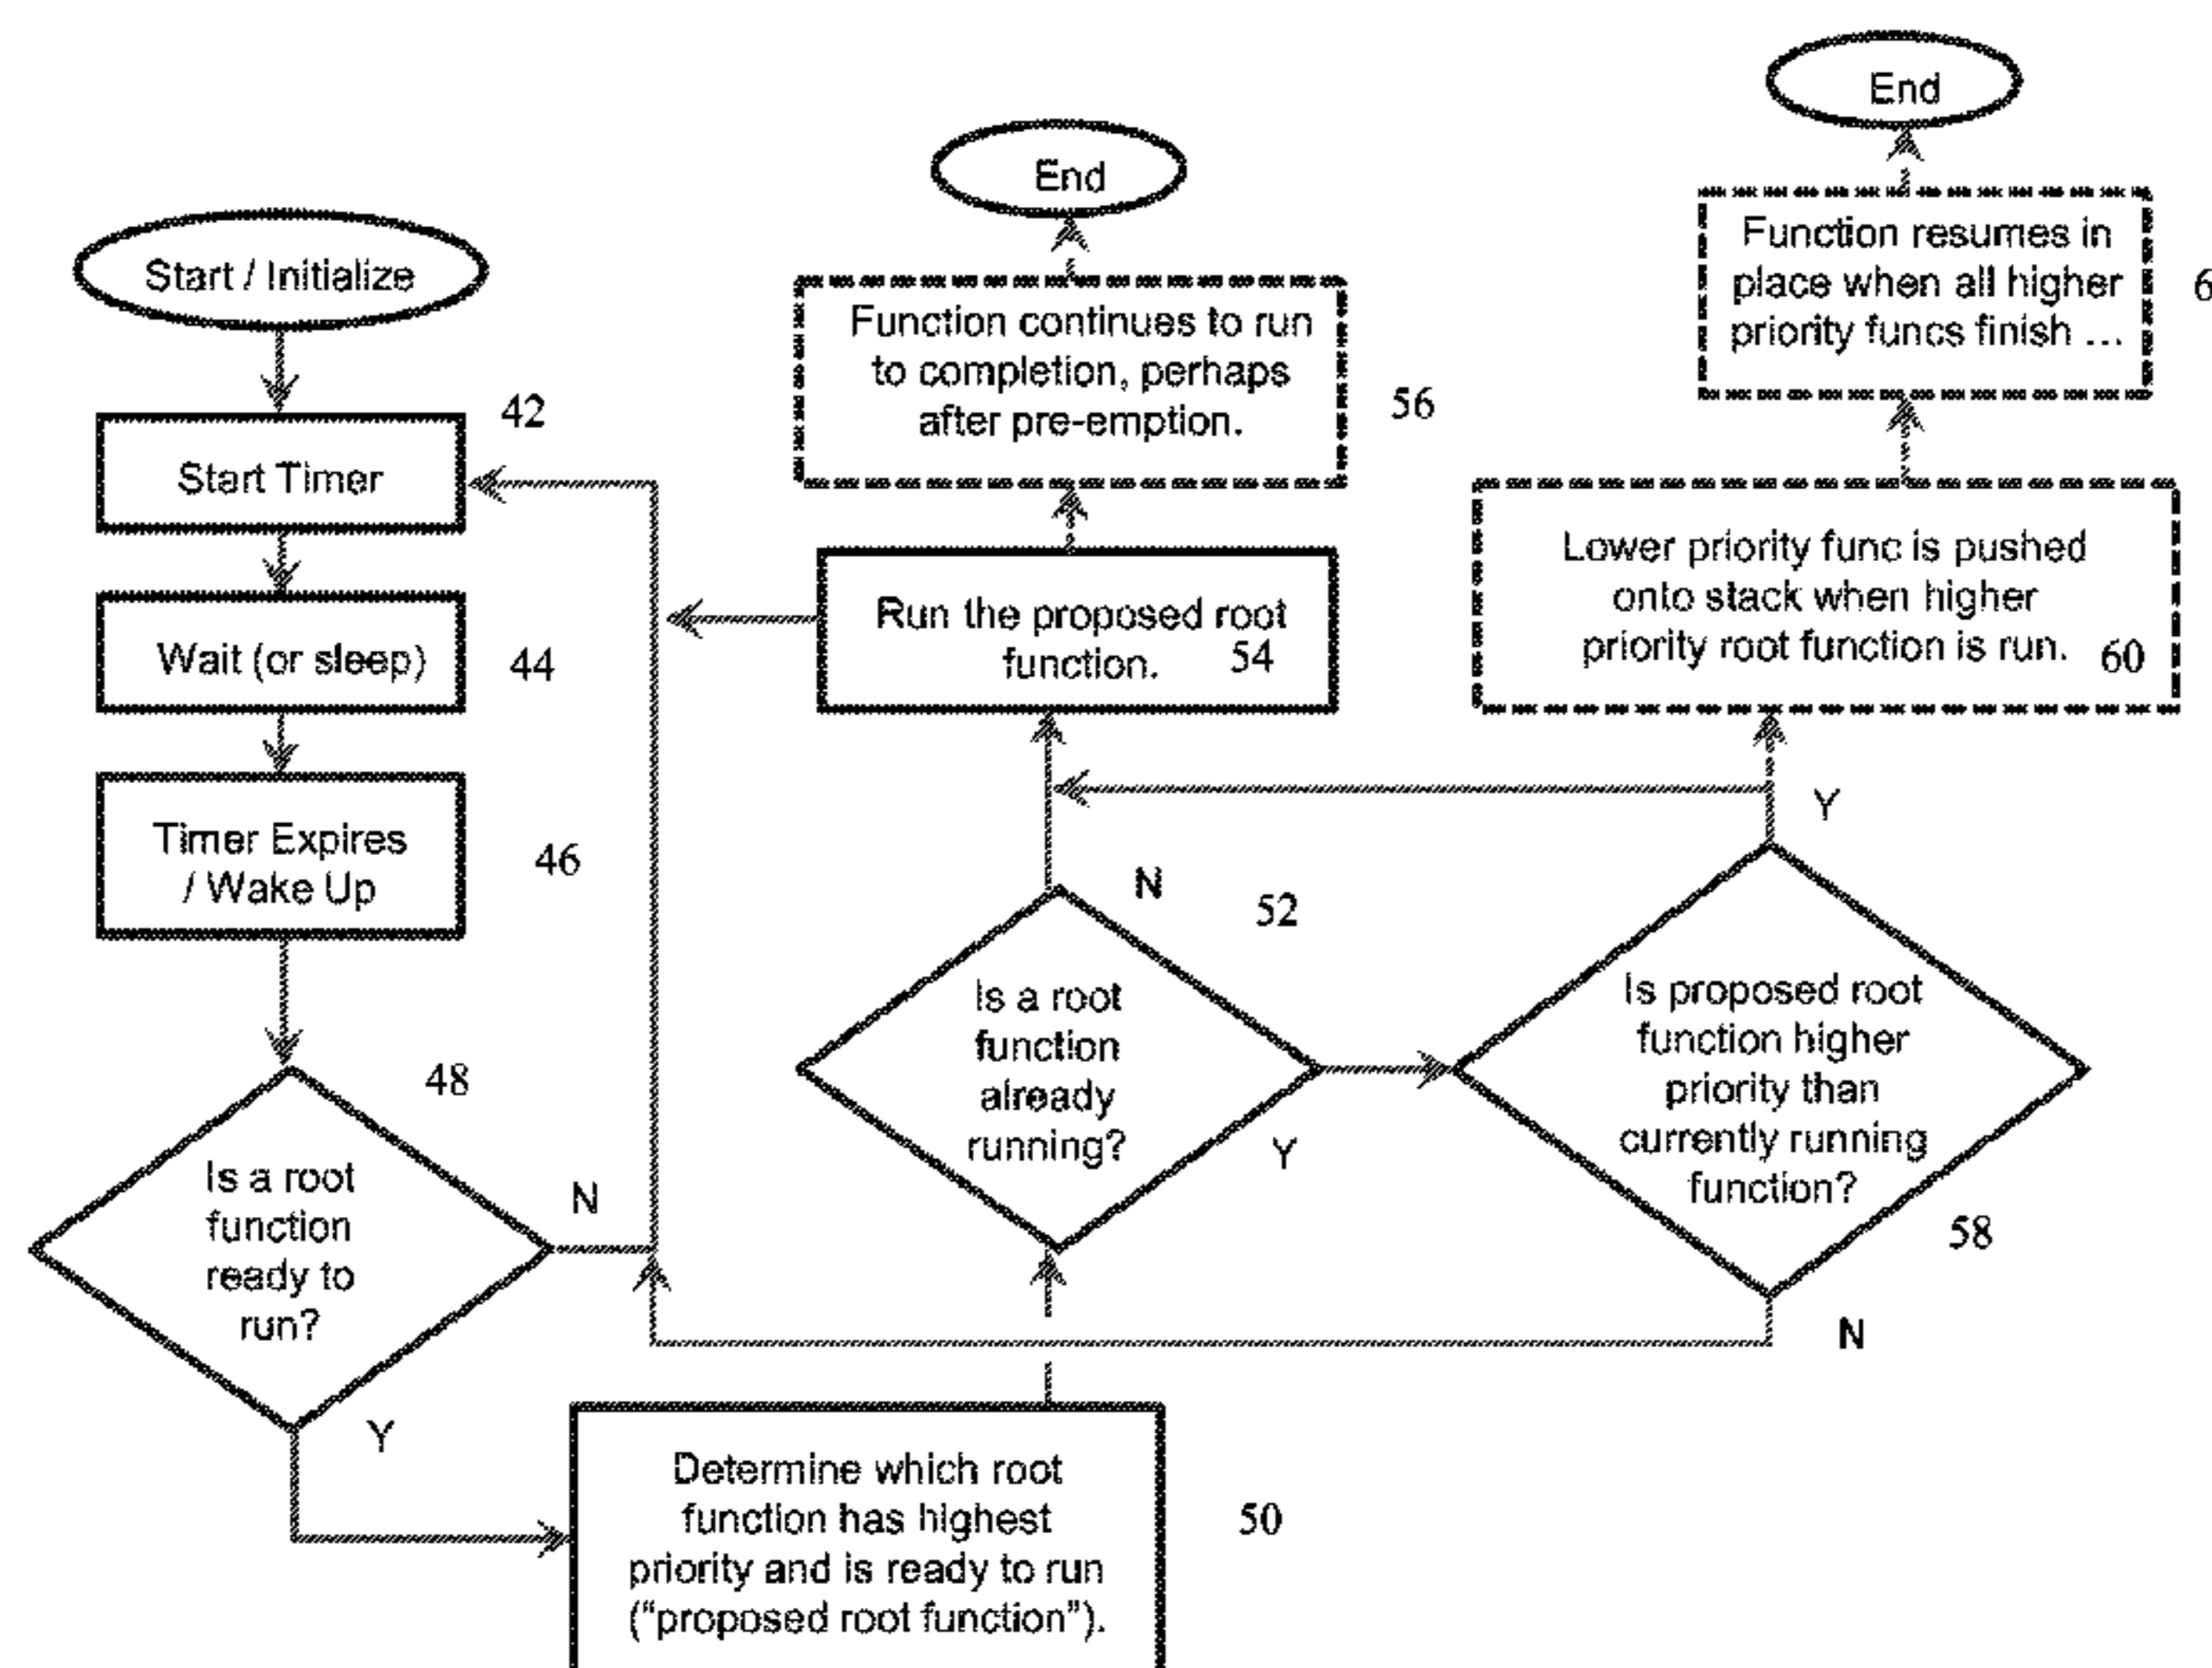 Start / Initialize
42
Start Timer
Wait (or sleep)
44
Timer Expires
/ Wake Up
46
48
Is a root
function
ready to
run?
N
Y
Determine which root
function has highest
priority and is ready to run
(“proposed root function”).
50
End
Function continues to run
to completion, perhaps
after pre-emption.
56
Run the proposed root
function.
54
N
52
Is a root
function
already
running?
Y
End
Function resumes in
place when all higher
priority funcs finish ...
Lower priority func is pushed
onto stack when higher
priority root function is run.
60
Y
Is proposed root
function higher
priority than
currently running
function?
58
N